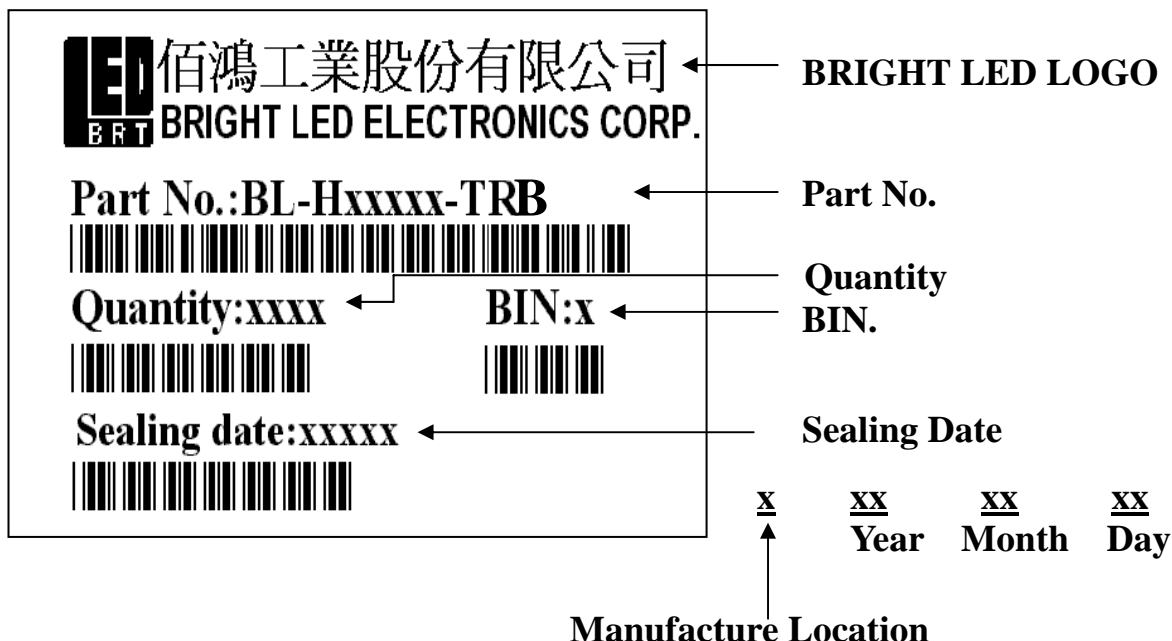 LED
BRT
佰鴻工業股份有限公司
BRIGHT LED ELECTRONICS CORP.
BRIGHT LED LOGO
Part No.:BL-Hxxxxx-TRB
Part No.
Quantity:xxxx
BIN:x
Quantity
BIN.
Sealing date:xxxxx
Sealing Date
x xx xx xx
Year Month Day
Manufacture Location